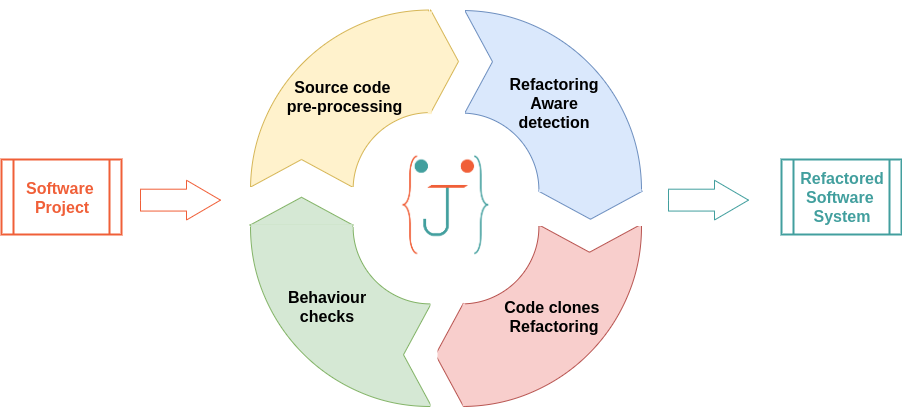 Source code
pre-processing
Refactoring
Aware
detection
Software
Project
Refactored
Software
System
Behaviour
checks
Code clones
Refactoring